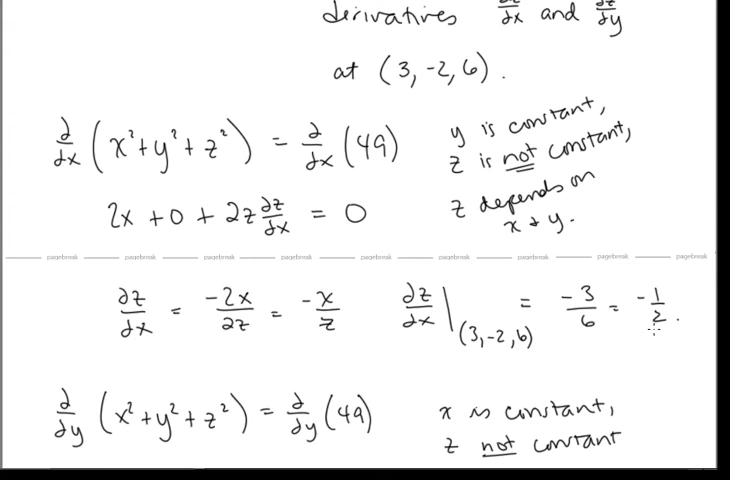 derivatives ∂z/∂x and ∂z/∂y
at (3, -2, 6).
∂/∂x (x²+y²+z²) = ∂/∂x (49)
y is constant,
z is not constant,
z depends on
x + y.
2x + 0 + 2z ∂z/∂x = 0
pagebreak pagebreak pagebreak pagebreak pagebreak pagebreak pagebreak pagebreak pagebreak
∂z/∂x = -2x/2z = -x/z ∂z/∂x |(3,-2,6) = -3/6 = -1/2.
∂/∂y (x²+y²+z²) = ∂/∂y (49)
x is constant,
z not constant